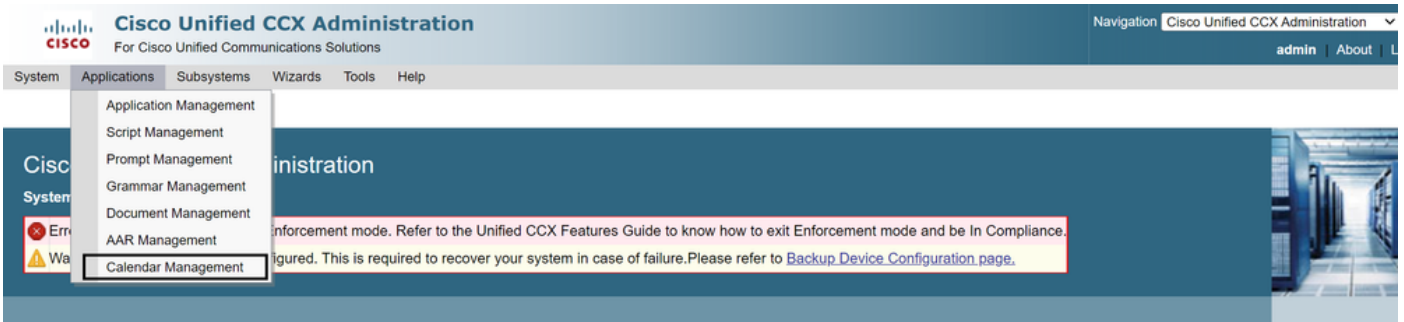 Cisco Unified CCX Administration
For Cisco Unified Communications Solutions
CISCO
Navigation Cisco Unified CCX Administration
admin | About |
System Applications Subsystems Wizards Tools Help
Application Management
Script Management
Prompt Management
Grammar Management
Document Management
AAR Management
Calendar Management
Cisc inistration
System
Err nforcement mode. Refer to the Unified CCX Features Guide to know how to exit Enforcement mode and be In Compliance.
Wa igured. This is required to recover your system in case of failure.Please refer to Backup Device Configuration page.